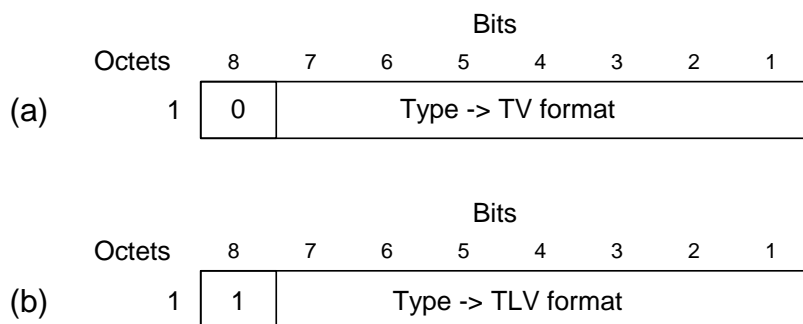 Bits
Octets 8 7 6 5 4 3 2 1
(a) 1 0 Type -> TV format
Bits
Octets 8 7 6 5 4 3 2 1
(b) 1 1 Type -> TLV format